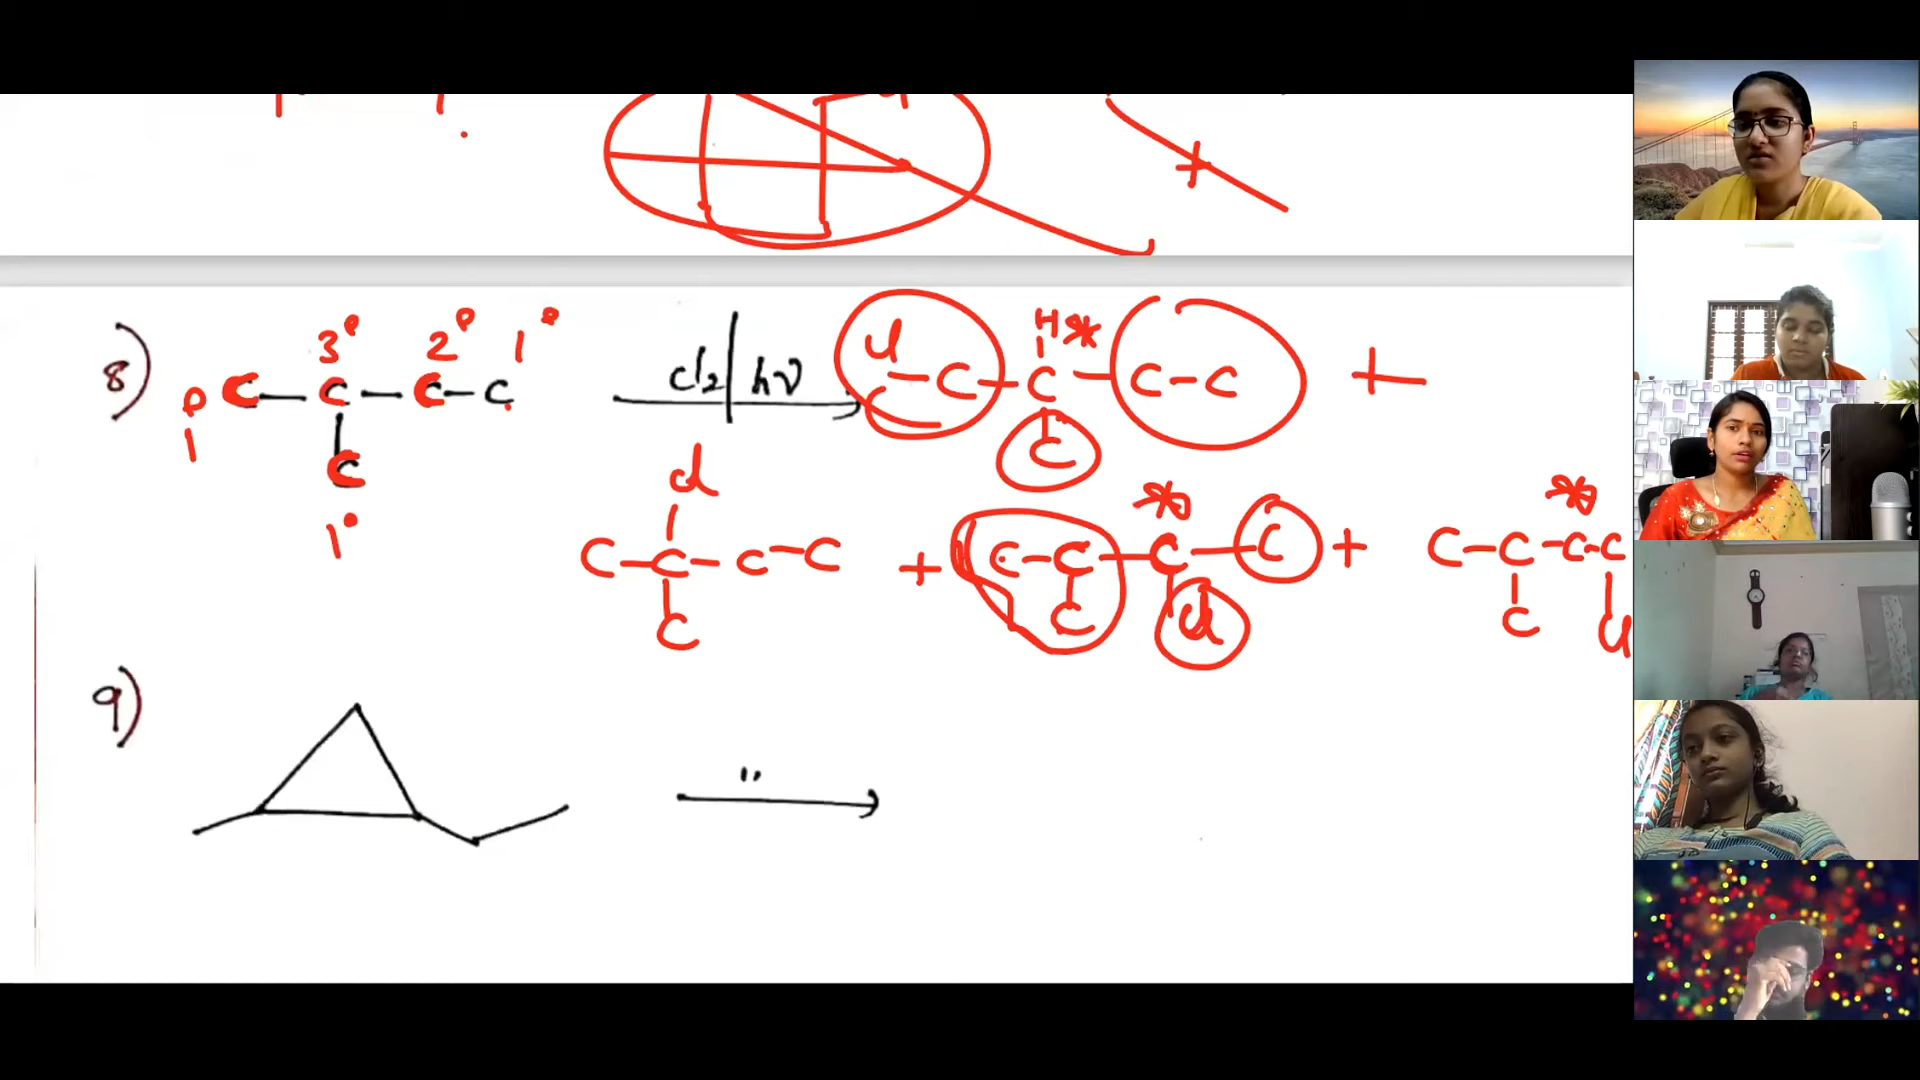 8) 1° C—C—C—C 3° 2° 1° Cl2 | hν Cl H * C—C—C—C—C +
C C
1° Cl * *
C—C—C—C + C—C—C—C + C—C—C—C
C C Cl C Cl
9) "